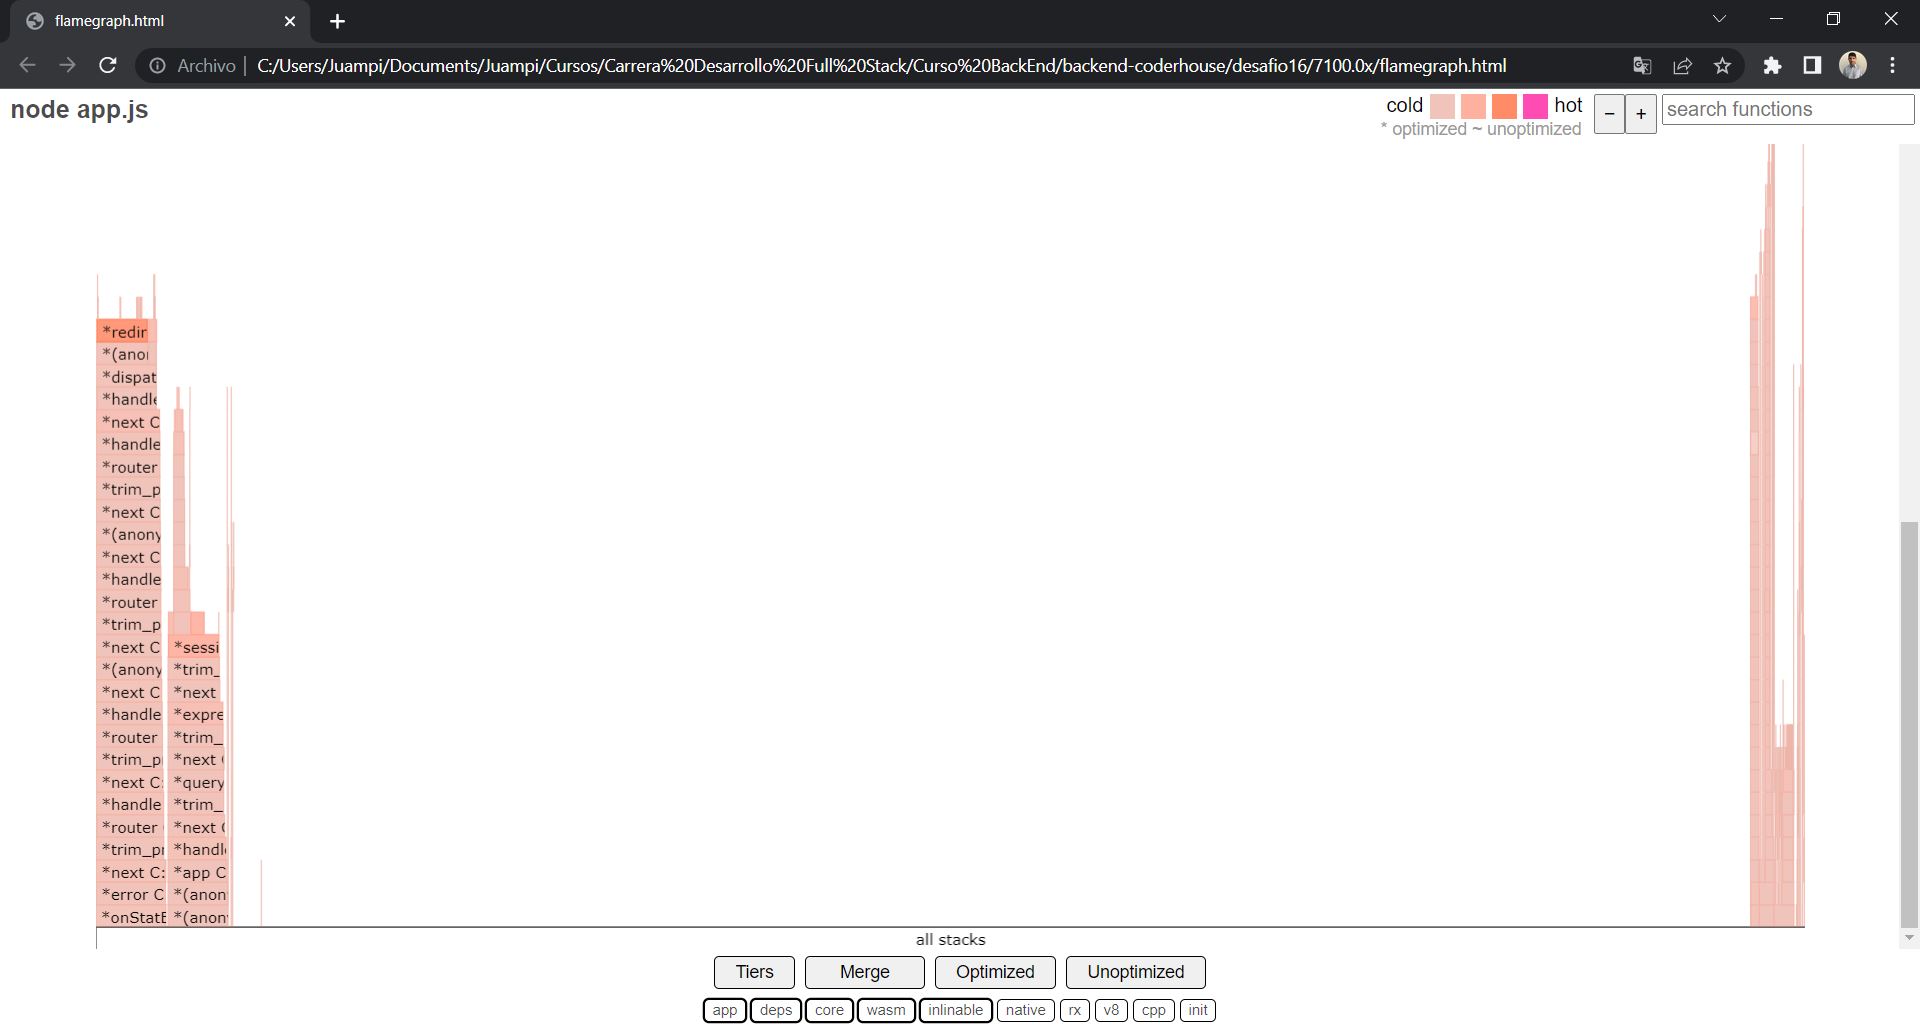 flamegraph.html
Archivo C:/Users/Juampi/Documents/Juampi/Cursos/Carrera%20Desarrollo%20Full%20Stack/Curso%20BackEnd/backend-coderhouse/desafio16/7100.0x/flamegraph.html
node app.js
cold hot
* optimized ~ unoptimized
− +
search functions
*redir
*(anon
*dispat
*handle
*next C
*handle
*router
*trim_p
*next C
*(anony
*next C
*handle
*router
*trim_p
*next C *sessi
*(anony *trim_
*next C *next
*handle *expre
*router *trim_
*trim_p *next
*next C: *query
*handle *trim_
*router *next C
*trim_pr *handl
*next C: *app C
*error C *(anon
*onStatE *(anon
all stacks
Tiers Merge Optimized Unoptimized
app deps core wasm inlinable native rx v8 cpp init